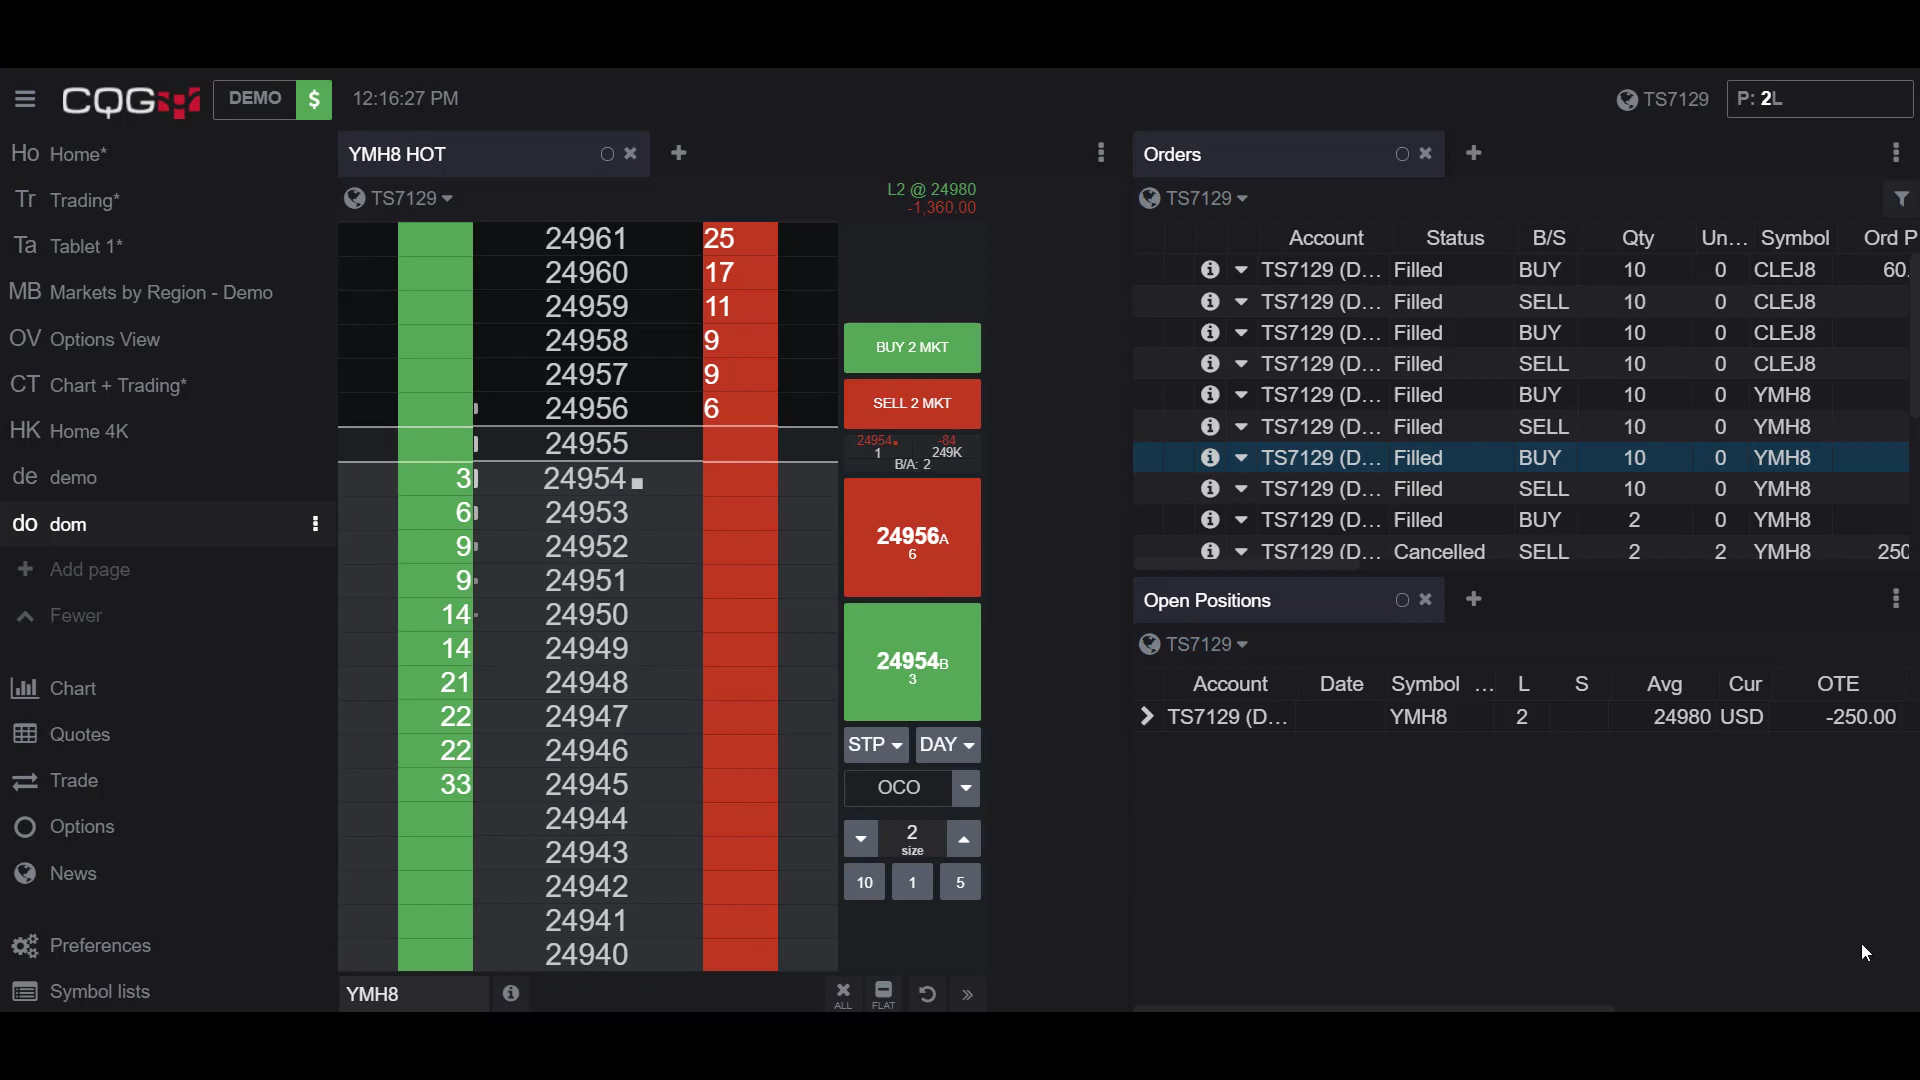 CQG DEMO $ 12:16:27 PM TS7129 P: 2L
Ho Home*
Tr Trading*
Ta Tablet 1*
MB Markets by Region - Demo
OV Options View
CT Chart + Trading*
HK Home 4K
de demo
do dom
Add page
Fewer
Chart
Quotes
Trade
Options
News
Preferences
Symbol lists
YMH8 HOT
TS7129
L2 @ 24980
-1,360.00
24961 25
24960 17
24959 11
24958 9
24957 9
24956 6
24955
3 24954
6 24953
9 24952
9 24951
14 24950
14 24949
21 24948
22 24947
22 24946
33 24945
24944
24943
24942
24941
24940
BUY 2 MKT
SELL 2 MKT
24954 -84
1 249K
B/A: 2
24956A
6
24954B
3
STP DAY
OCO
2
size
10 1 5
YMH8
ALL FLAT
Orders
TS7129
Account Status B/S Qty Un... Symbol Ord P
TS7129 (D... Filled BUY 10 0 CLEJ8 60.
TS7129 (D... Filled SELL 10 0 CLEJ8
TS7129 (D... Filled BUY 10 0 CLEJ8
TS7129 (D... Filled SELL 10 0 CLEJ8
TS7129 (D... Filled BUY 10 0 YMH8
TS7129 (D... Filled SELL 10 0 YMH8
TS7129 (D... Filled BUY 10 0 YMH8
TS7129 (D... Filled SELL 10 0 YMH8
TS7129 (D... Filled BUY 2 0 YMH8
TS7129 (D... Cancelled SELL 2 2 YMH8 250
Open Positions
TS7129
Account Date Symbol ... L S Avg Cur OTE
TS7129 (D... YMH8 2 24980 USD -250.00